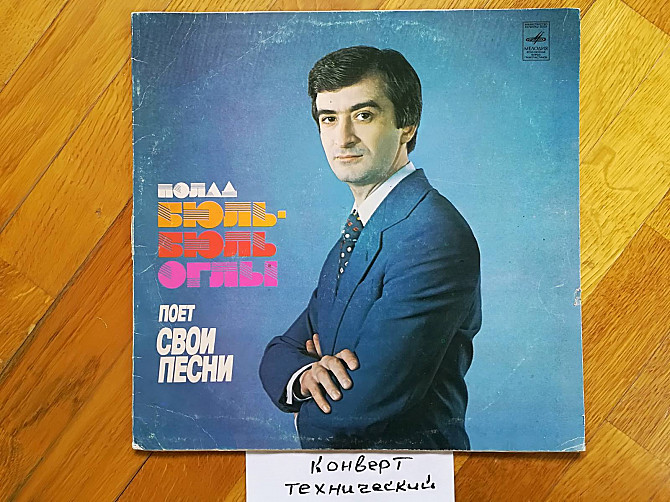 МЕЛОДИЯ
ПОЛАД
БЮЛЬ-
БЮЛЬ
ОГЛЫ
ПОЕТ
СВОИ
ПЕСНИ
Конверт
технический